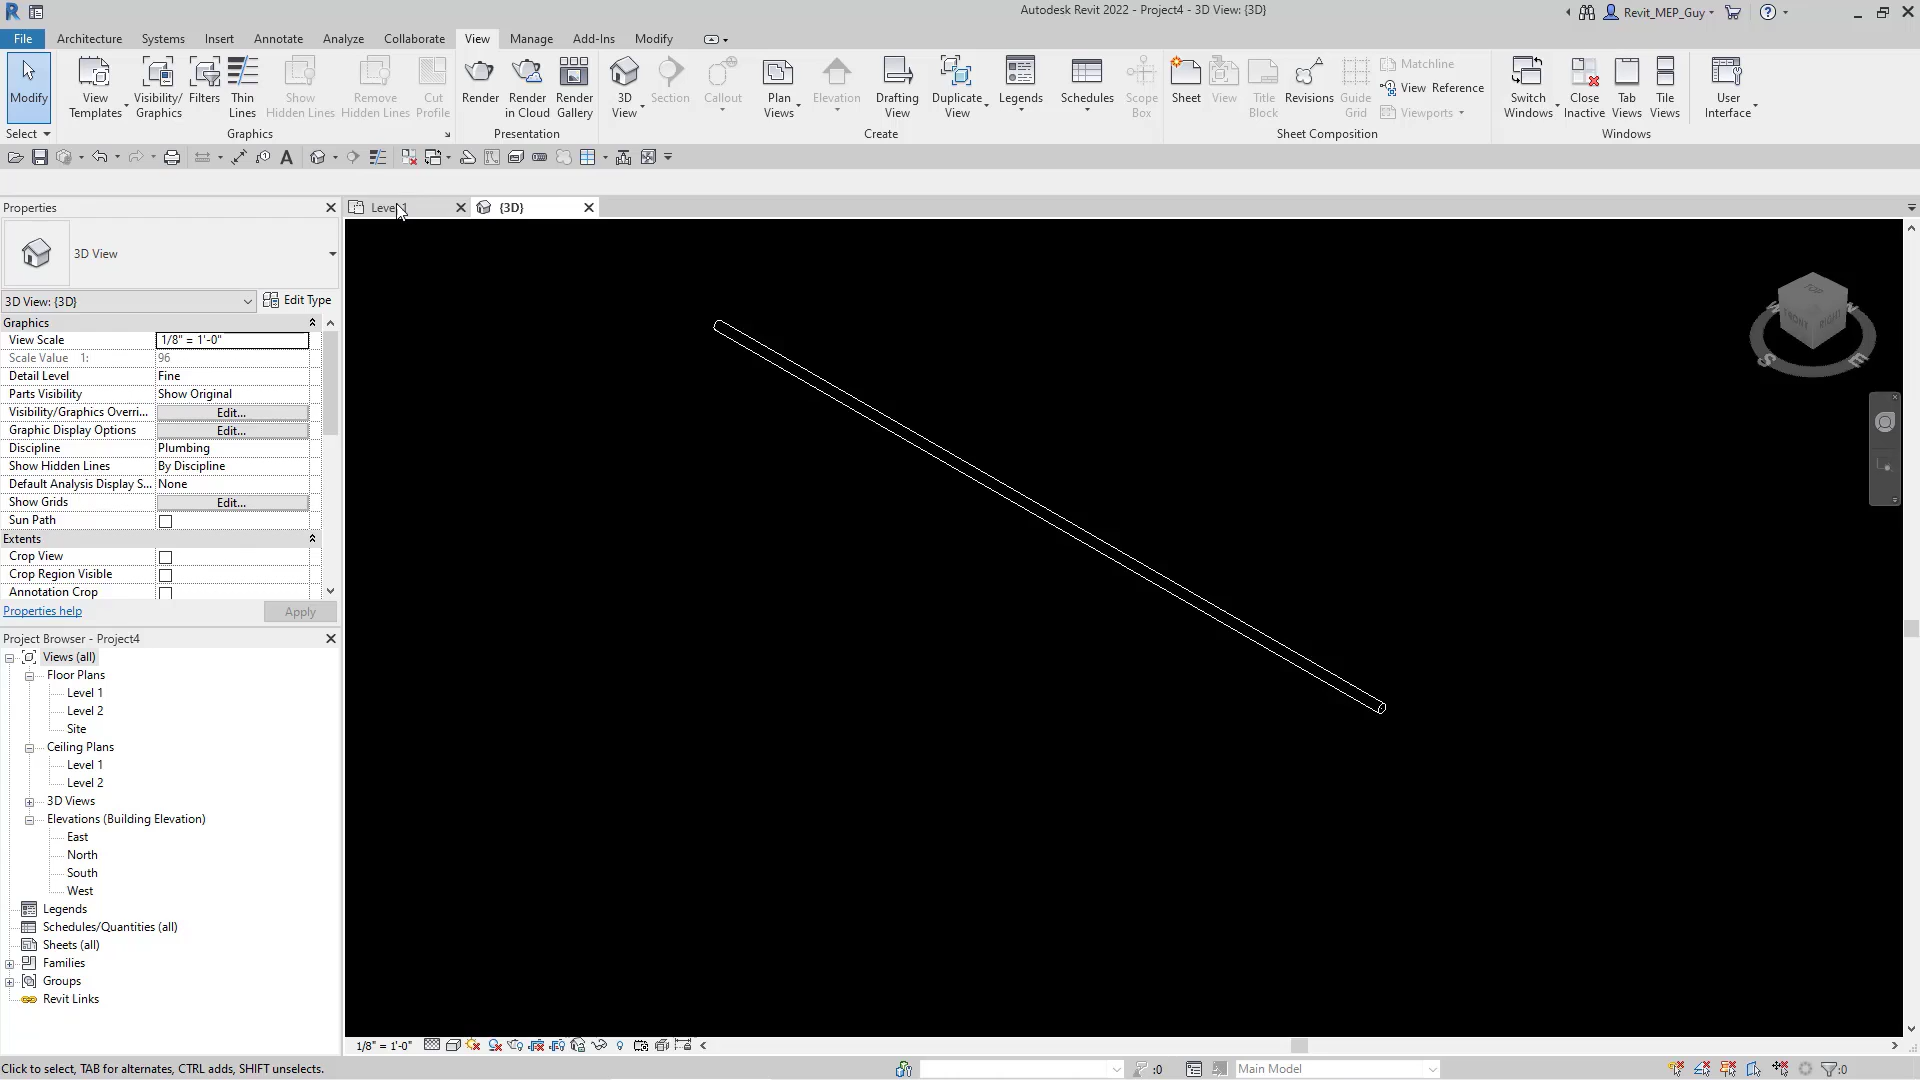 Autodesk Revit 2022 - Project4 - 3D View: {3D}
Revit_MEP_Guy
File Architecture Systems Insert Annotate Analyze Collaborate View Manage Add-Ins Modify
Modify
View Templates
Visibility/ Graphics
Filters
Thin Lines
Show Hidden Lines
Remove Hidden Lines
Cut Profile
Render
Render in Cloud
Render Gallery
3D View
Section
Callout
Plan Views
Elevation
Drafting View
Duplicate View
Legends
Schedules
Scope Box
Sheet
View
Title Block
Revisions
Guide Grid
Matchline
View Reference
Viewports
Switch Windows
Close Inactive
Tab Views
Tile Views
User Interface
Select Graphics Presentation Create Sheet Composition Windows
Properties
{3D}
3D View
3D View: {3D} Edit Type
Graphics
View Scale 1/8" = 1'-0"
Scale Value 1: 96
Detail Level Fine
Parts Visibility Show Original
Visibility/Graphics Overri... Edit...
Graphic Display Options Edit...
Discipline Plumbing
Show Hidden Lines By Discipline
Default Analysis Display S... None
Show Grids Edit...
Sun Path
Extents
Crop View
Crop Region Visible
Annotation Crop
Properties help Apply
Project Browser - Project4
Views (all)
Floor Plans
Level 1
Level 2
Site
Ceiling Plans
Level 1
Level 2
3D Views
Elevations (Building Elevation)
East
North
South
West
Legends
Schedules/Quantities (all)
Sheets (all)
Families
Groups
Revit Links
TOP
FRONT
RIGHT
W
N
S
E
1/8" = 1'-0"
Click to select, TAB for alternates, CTRL adds, SHIFT unselects.
:0
Main Model
:0